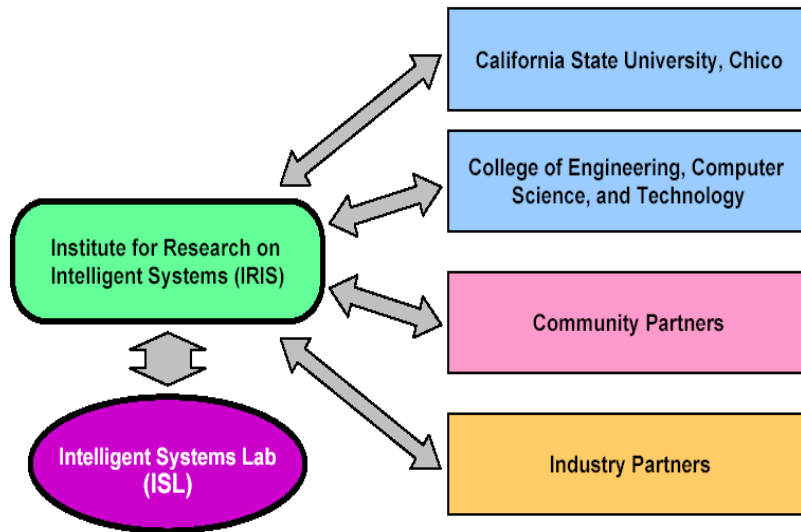 California State University, Chico
College of Engineering, Computer
Science, and Technology
Institute for Research on
Intelligent Systems (IRIS)
Community Partners
Intelligent Systems Lab
(ISL)
Industry Partners